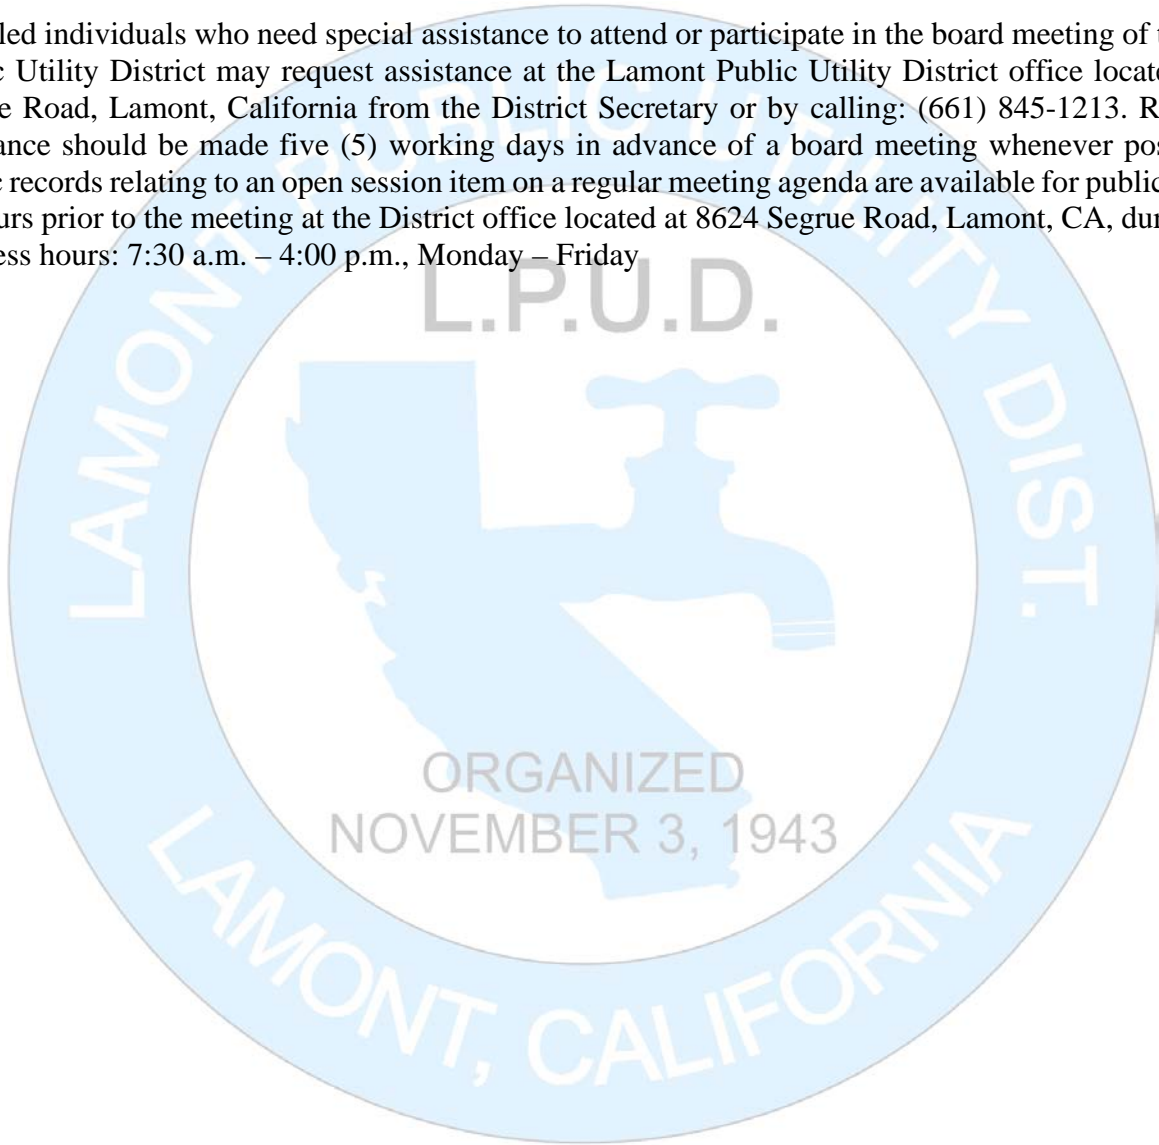 led individuals who need special assistance to attend or participate in the board meeting of
c Utility District may request assistance at the Lamont Public Utility District office locate
e Road, Lamont, California from the District Secretary or by calling: (661) 845-1213. R
ance should be made five (5) working days in advance of a board meeting whenever pos
c records relating to an open session item on a regular meeting agenda are available for public
urs prior to the meeting at the District office located at 8624 Segrue Road, Lamont, CA, dur
ess hours: 7:30 a.m. – 4:00 p.m., Monday – Friday
LAMONT PUBLIC UTILITY DIST.
L.P.U.D.
ORGANIZED
NOVEMBER 3, 1943
LAMONT, CALIFORNIA